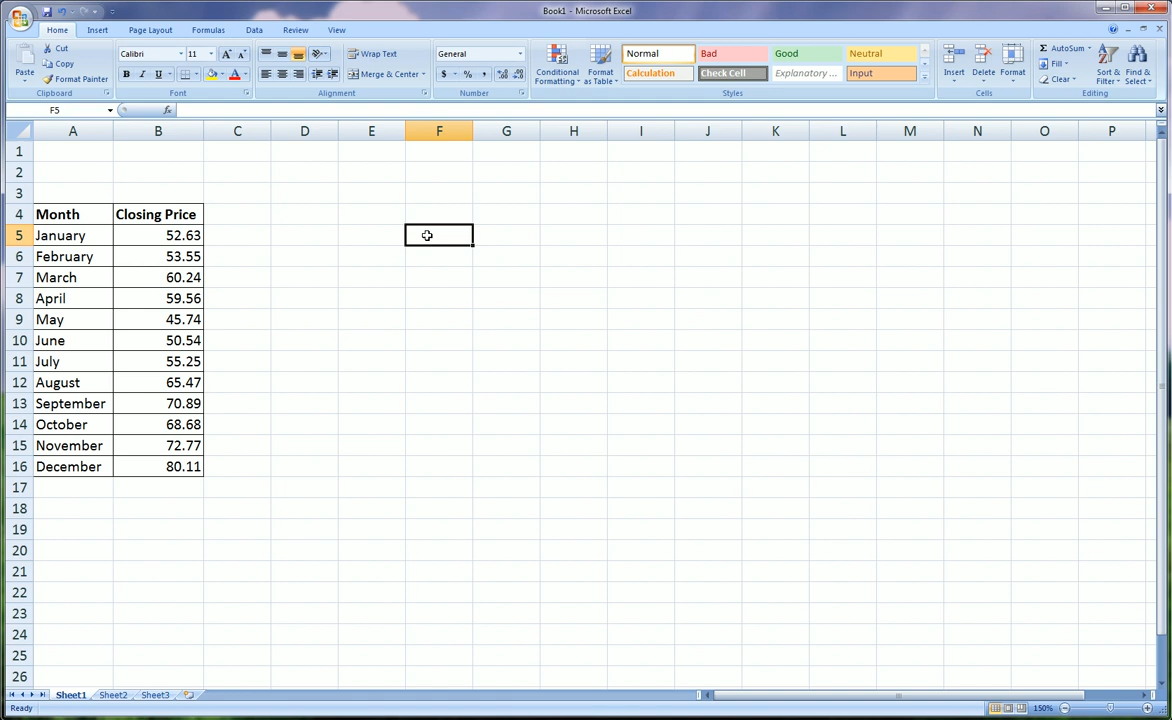 Book1 - Microsoft Excel
Home Insert Page Layout Formulas Data Review View
Paste
Cut
Copy
Format Painter
Clipboard
Calibri 11
B I U
Font
Wrap Text
Merge & Center
Alignment
General
$ % ,
Number
Conditional Formatting
Format as Table
Normal Bad Good Neutral
Calculation Check Cell Explanatory ... Input
Styles
Insert Delete Format
Cells
Σ AutoSum
Fill
Clear
Sort & Filter
Find & Select
Editing
F5 fx
A B C D E F G H I J K L M N O P
1
2
3
4 Month Closing Price
5 January 52.63
6 February 53.55
7 March 60.24
8 April 59.56
9 May 45.74
10 June 50.54
11 July 55.25
12 August 65.47
13 September 70.89
14 October 68.68
15 November 72.77
16 December 80.11
17
18
19
20
21
22
23
24
25
26
Sheet1 Sheet2 Sheet3
Ready 150%